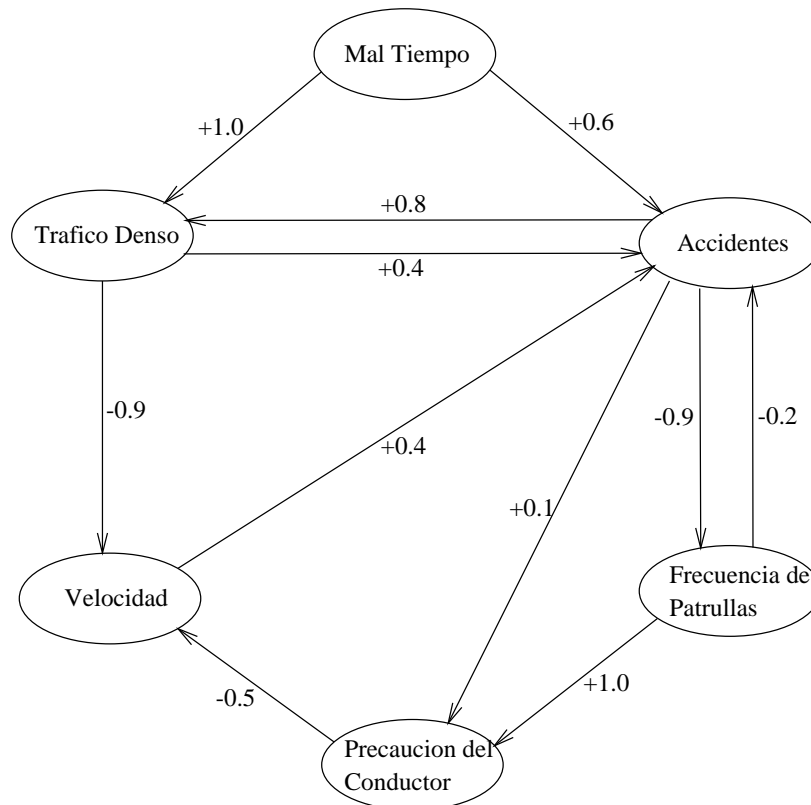 Mal Tiempo
+1.0
+0.6
Trafico Denso
+0.8
Accidentes
+0.4
-0.9
+0.4
-0.9
-0.2
+0.1
Velocidad
Frecuencia de
Patrullas
-0.5
+1.0
Precaucion del
Conductor